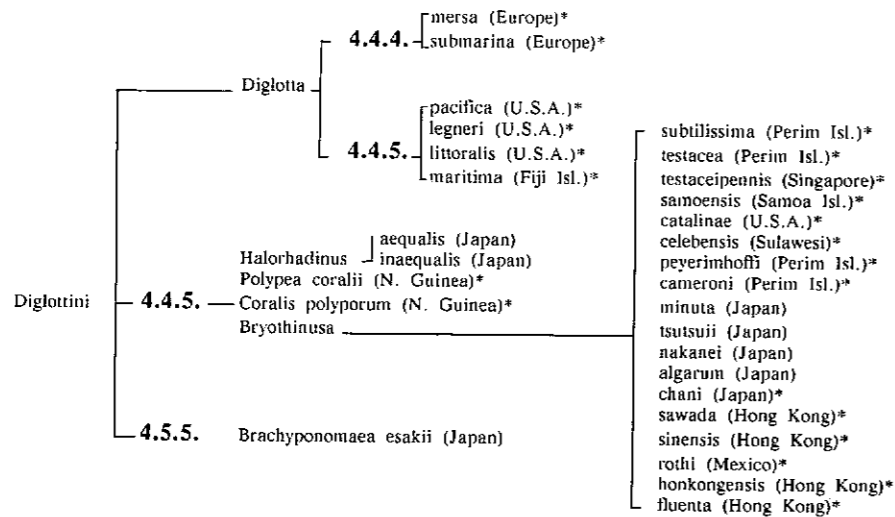 mersa (Europe)*
4.4.4. submarina (Europe)*
Diglotta
pacifica (U.S.A.)*
legneri (U.S.A.)*
4.4.5. littoralis (U.S.A.)*
maritima (Fiji Isl.)*
Halorhadinus
aequalis (Japan)
inaequalis (Japan)
Polypea coralii (N. Guinea)*
Diglottini 4.4.5. Coralis polyporum (N. Guinea)*
Bryothinusa
4.5.5. Brachyponomaea esakii (Japan)
subtilissima (Perim Isl.)*
testacea (Perim Isl.)*
testaceipennis (Singapore)*
samoensis (Samoa Isl.)*
catalinae (U.S.A.)*
celebensis (Sulawesi)*
peyerimhoffi (Perim Isl.)*
cameroni (Perim Isl.)*
minuta (Japan)
tsutsuii (Japan)
nakanei (Japan)
algarum (Japan)
chani (Japan)*
sawada (Hong Kong)*
sinensis (Hong Kong)*
rothi (Mexico)*
honkongensis (Hong Kong)*
fluenta (Hong Kong)*